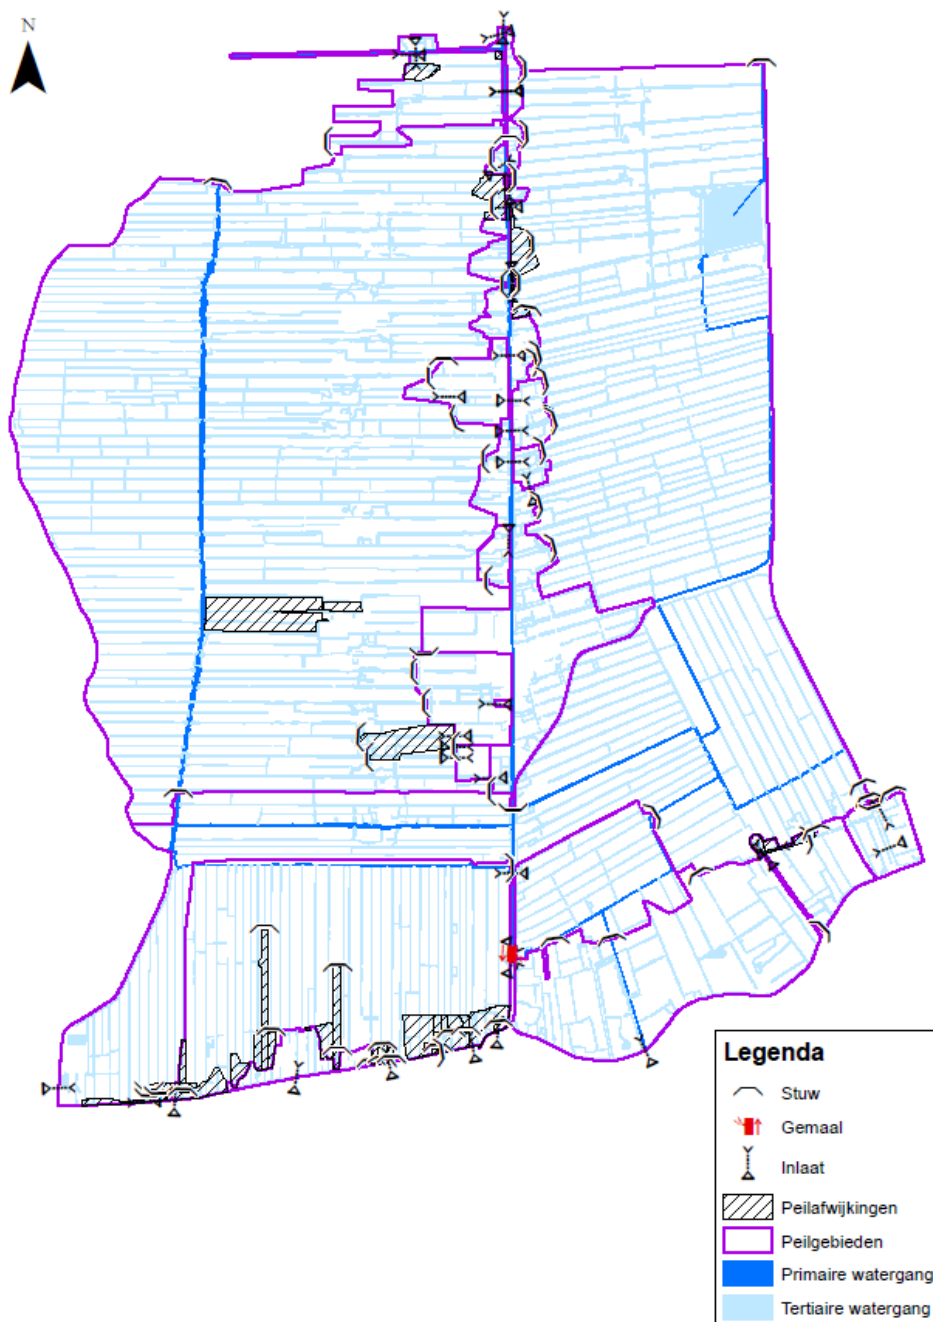 N
Legenda
Stuw
Gemaal
Inlaat
Peilafwijkingen
Peilgebieden
Primaire watergang
Tertiaire watergang